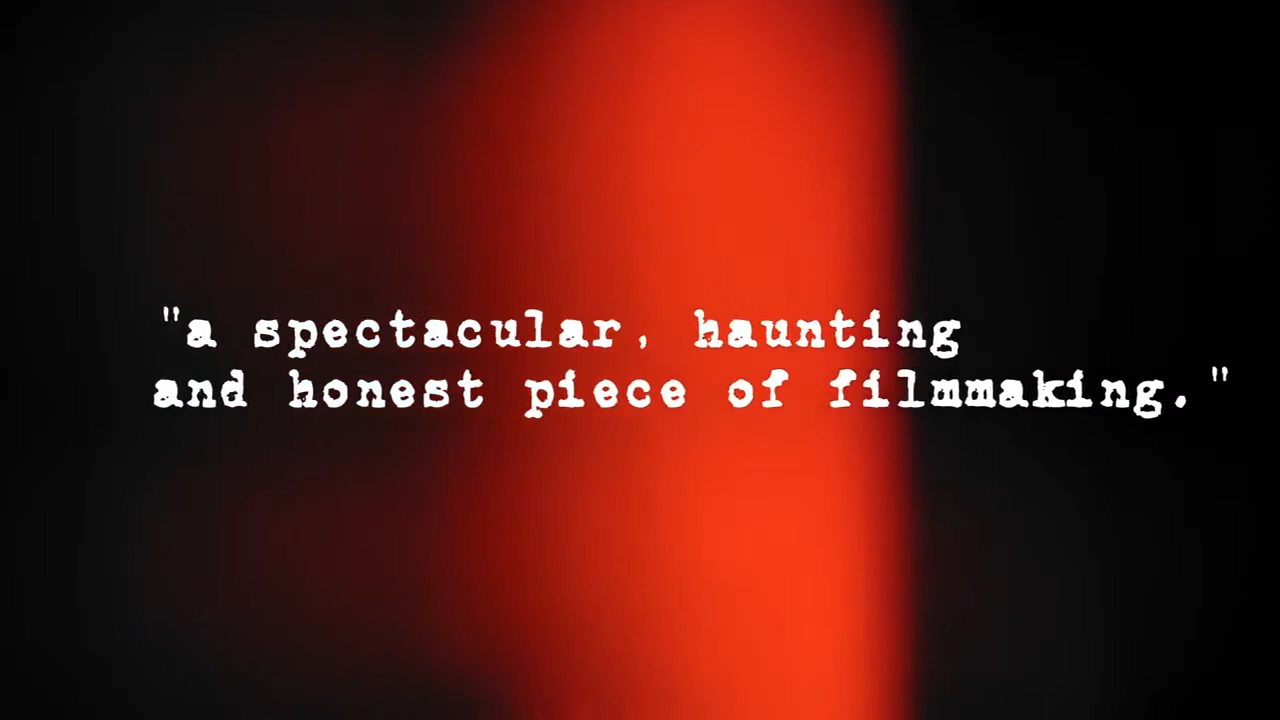 "a spectacular, haunting
and honest piece of filmmaking."